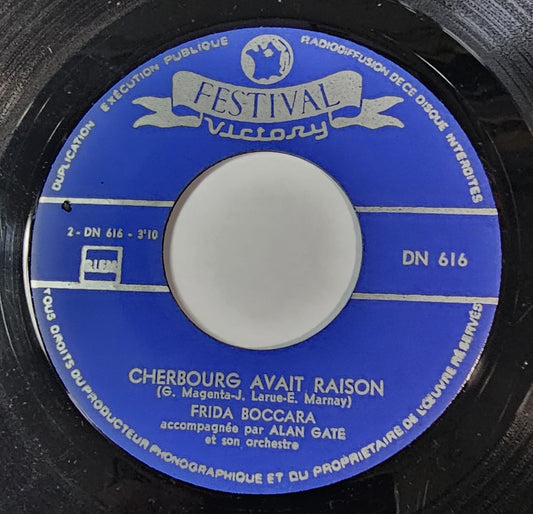 DUPLICATION EXÉCUTION PUBLIQUE RADIODIFFUSION DE CE DISQUE INTERDITES
FESTIVAL
Victory
2 - DN 616 - 3'10
BIEM
DN 616
CHERBOURG AVAIT RAISON
(G. Magenta-J. Larue-E. Marnay)
FRIDA BOCCARA
accompagnée par ALAN GATE
et son orchestre
TOUS DROITS DU PRODUCTEUR PHONOGRAPHIQUE ET DU PROPRIETAIRE DE L'ŒUVRE RÉSERVÉS